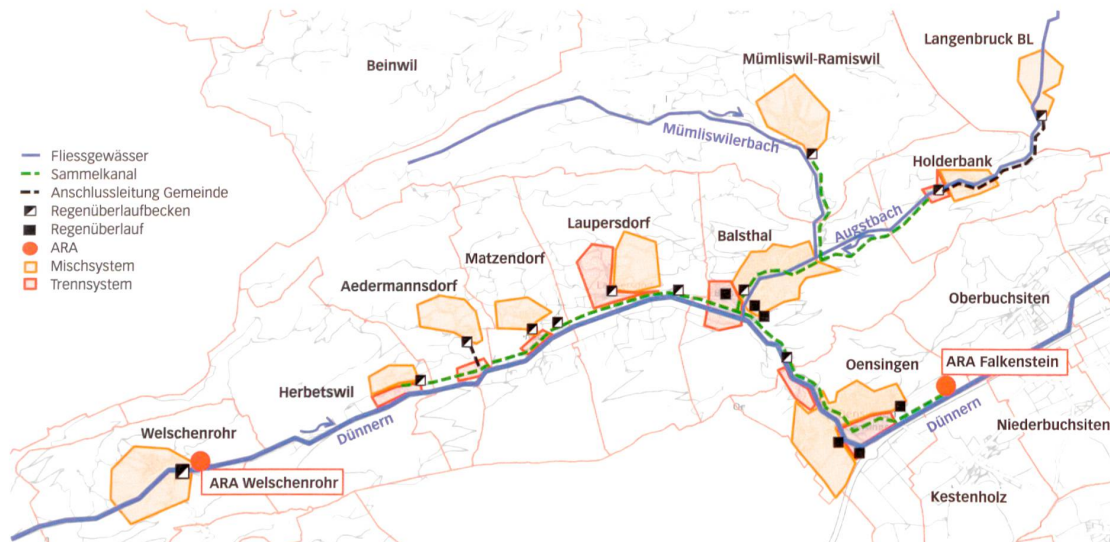 Langenbruck BL
Mümliswil-Ramiswil
Beinwil
Mümliswilerbach
Fliessgewässer
Sammelkanal
Anschlussleitung Gemeinde
Regenüberlaufbecken
Regenüberlauf
ARA
Mischsystem
Trennsystem
Holderbank
Augstbach
Laupersdorf
Balsthal
Matzendorf
Aedermannsdorf
Oberbuchsiten
Oensingen
ARA Falkenstein
Herbetswil
Dünnern
Dünnern
Niederbuchsiten
Welschenrohr
ARA Welschenrohr
Kestenholz